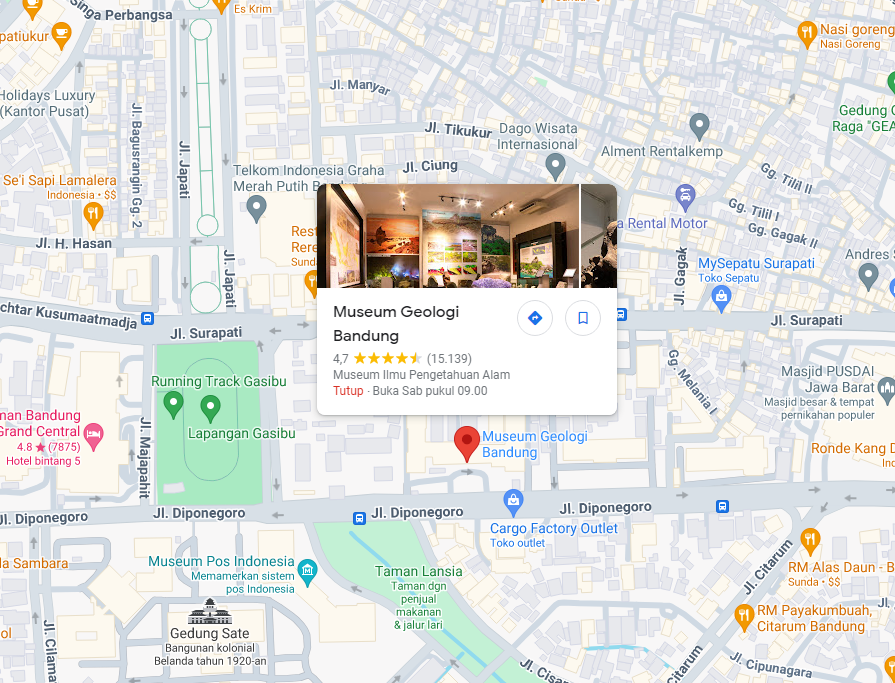 Singa Perbangsa
Es Krim
patiukur
Nasi goreng
Nasi Goreng
Holidays Luxury
(Kantor Pusat)
Jl. Manyar
Jl. Bagusrangin Gg. 2
Jl. Japati
Jl. Tikukur
Dago Wisata
Internasional
Gedung G
Raga "GEA
Alment Rentalkemp
Jl. Ciung
Telkom Indonesia Graha
Merah Putih B
Se'i Sapi Lamalera
Indonesia • $$
Gg. Tilil II
Gg. Tilil I
Gg. Gagak II
a Rental Motor
Rest
Rere
Sunda
Jl. H. Hasan
Jl. Japati
Jl. Gagak
MySepatu Surapati
Toko Sepatu
Andres S
chtar Kusumaatmadja
Museum Geologi
Bandung
4,7
(15.139)
Museum Ilmu Pengetahuan Alam
Tutup · Buka Sab pukul 09.00
Jl. Surapati
Jl. Surapati
Gg. Melania I
Masjid PUSDAI
Jawa Barat
Masjid besar & tempat
pernikahan populer
Running Track Gasibu
Lapangan Gasibu
man Bandung
Grand Central
4.8 ★ (7875)
Hotel bintang 5
Jl. Majapahit
Museum Geologi
Bandung
Ronde Kang D
Jl. Diponegoro
Jl. Diponegoro
Jl. Diponegoro
Jl. Diponegoro
Cargo Factory Outlet
Toko outlet
la Sambara
Museum Pos Indonesia
Memamerkan sistem
pos Indonesia
Taman Lansia
Taman dgn
penjual
makanan
& jalur lari
Jl. Citarum
RM Alas Daun - B
Sunda • $$
RM Payakumbuah,
Citarum Bandung
Gedung Sate
Bangunan kolonial
Belanda tahun 1920-an
Jl. Cilama
Jl. Cisan
Citarum
Jl. Cipunagara